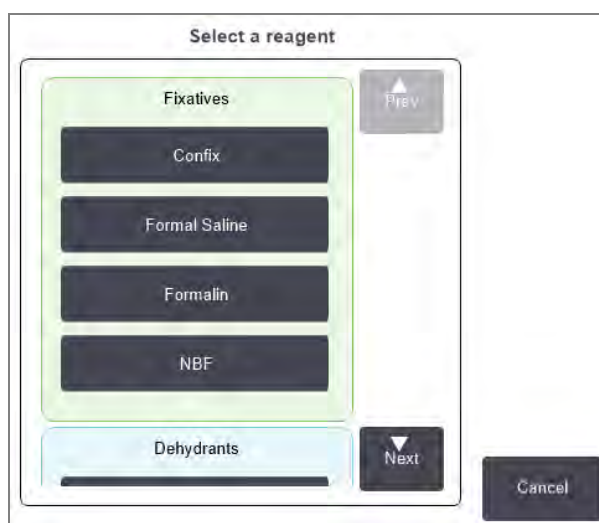 Select a reagent
Fixatives
Prev
Confix
Formal Saline
Formalin
NBF
Dehydrants
Next
Cancel